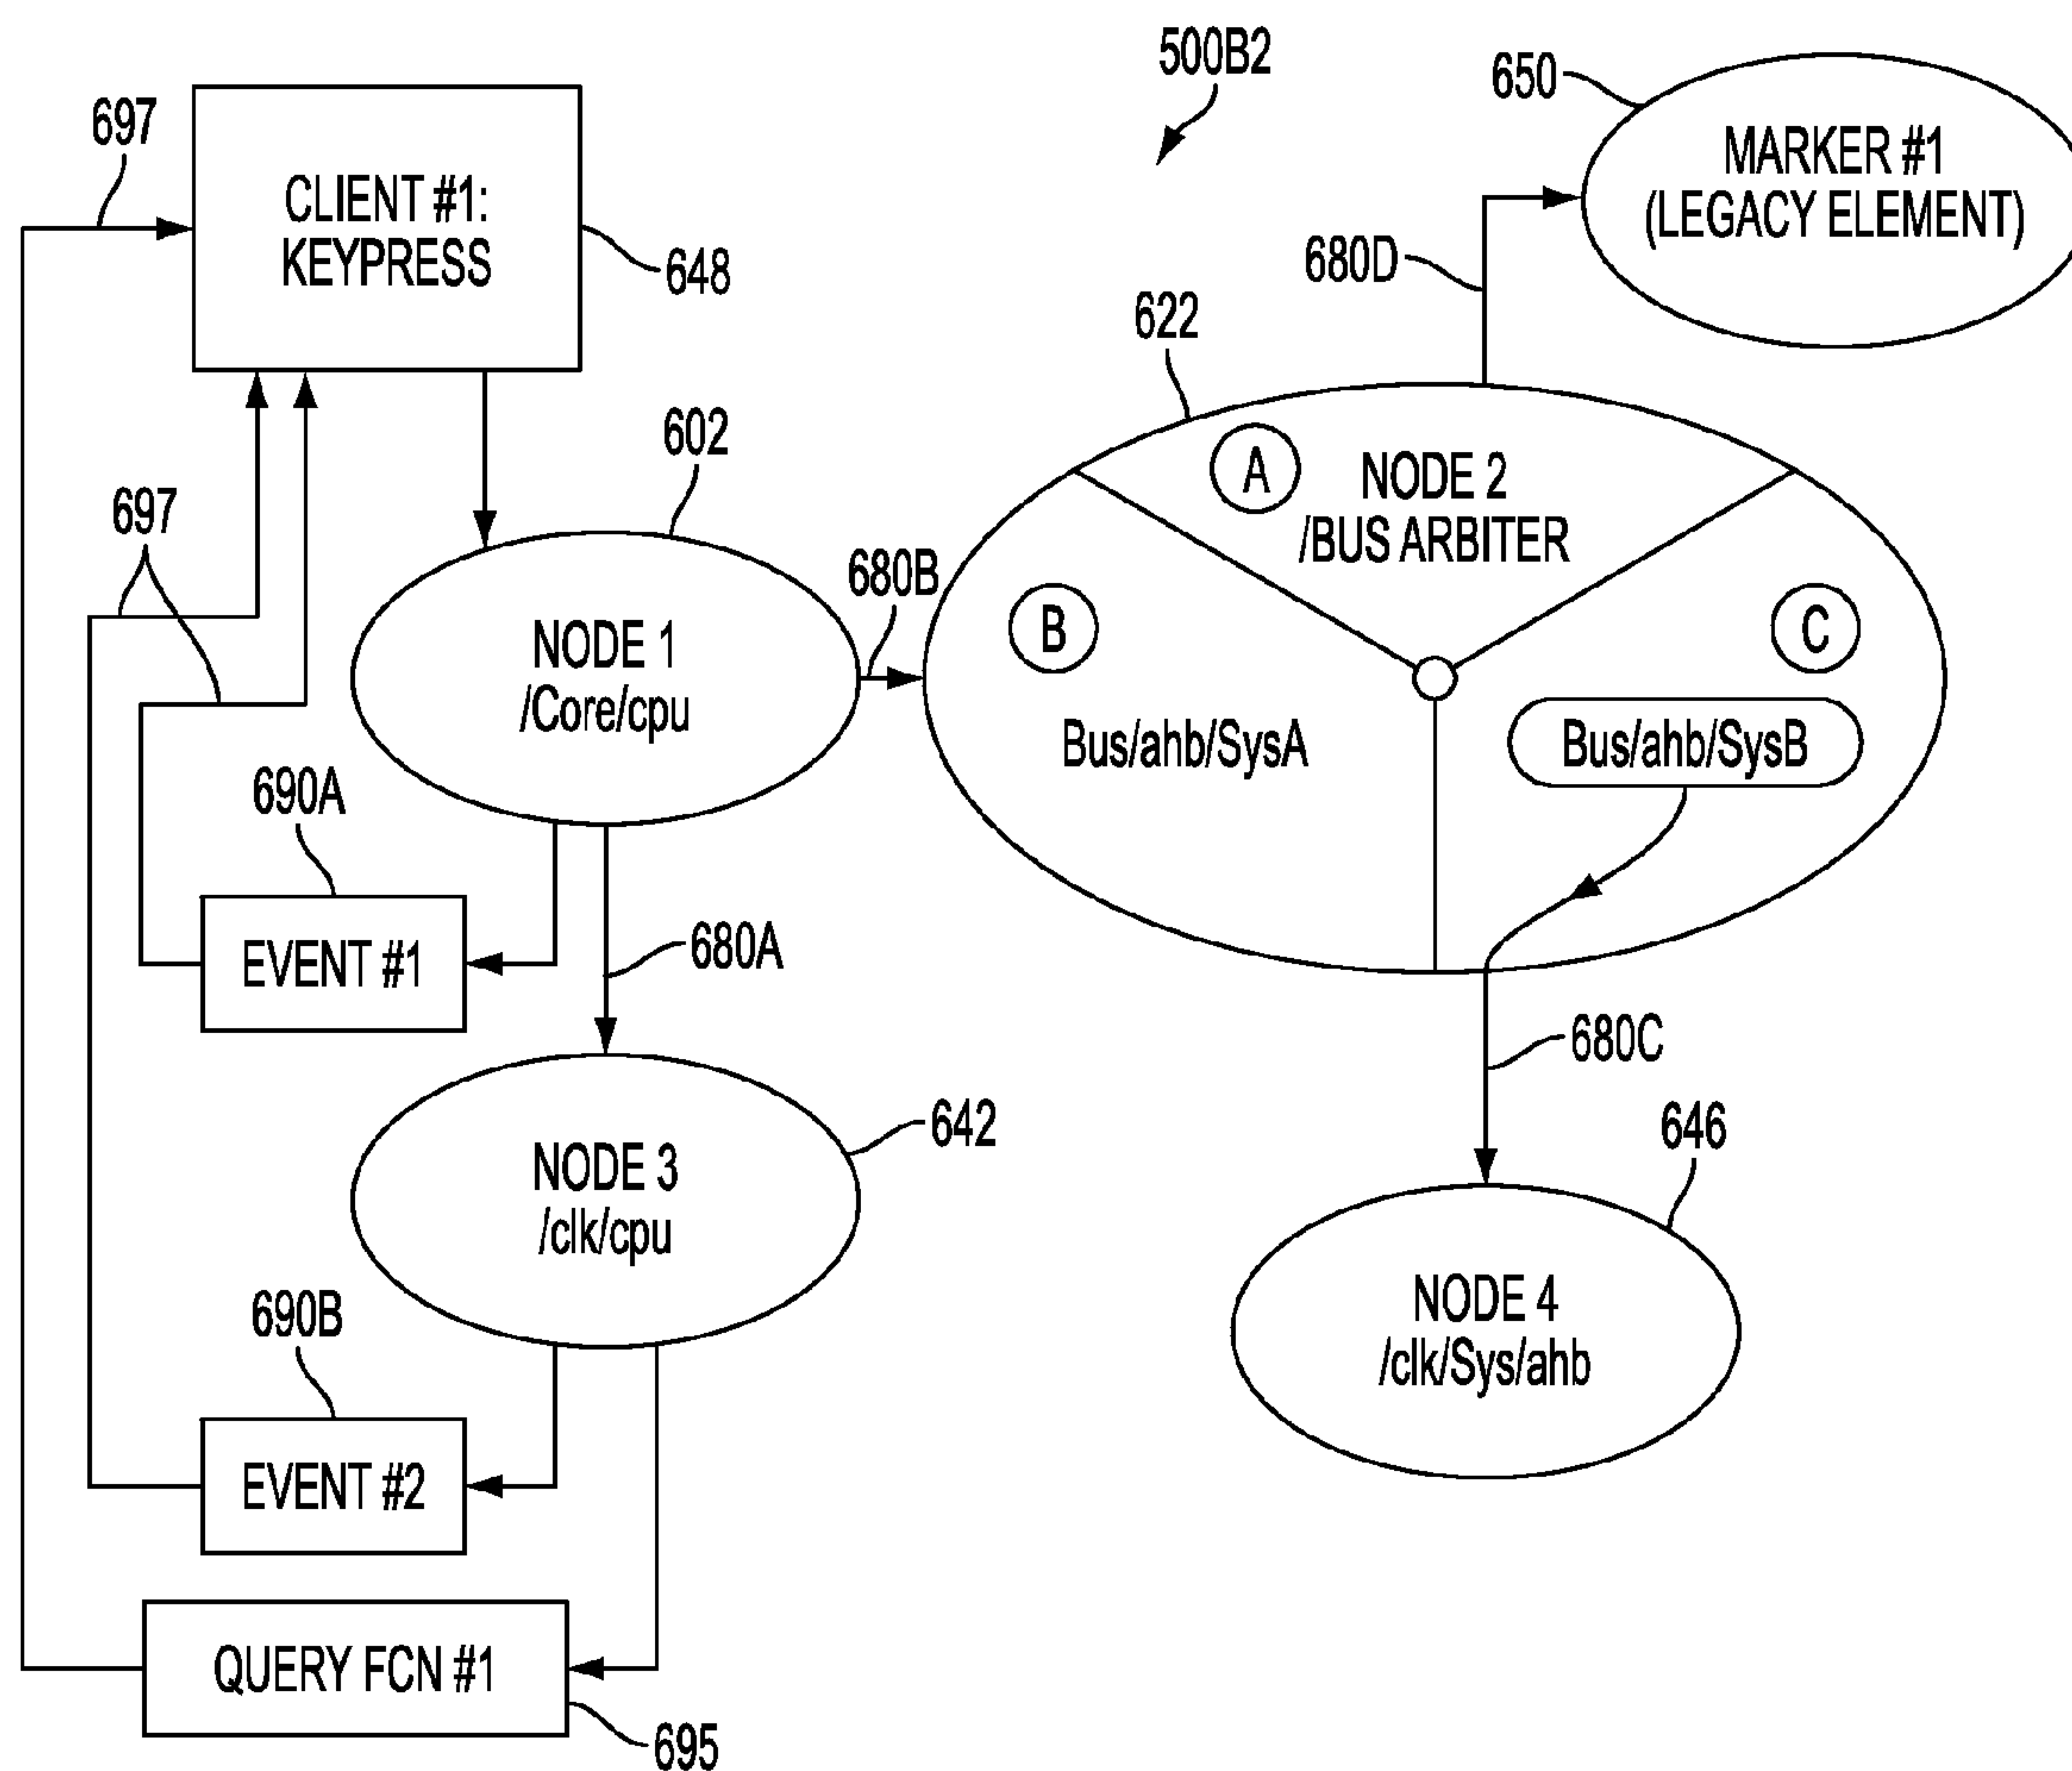 500B2
650
697
MARKER #1
(LEGACY ELEMENT)
CLIENT #1:
KEYPRESS
648
680D
622
602
A
NODE 2
/BUS ARBITER
697
680B
B
C
NODE 1
/Core/cpu
Bus/ahb/SysA
Bus/ahb/SysB
690A
EVENT #1
680A
680C
642
646
NODE 3
/clk/cpu
690B
NODE 4
/clk/Sys/ahb
EVENT #2
QUERY FCN #1
695